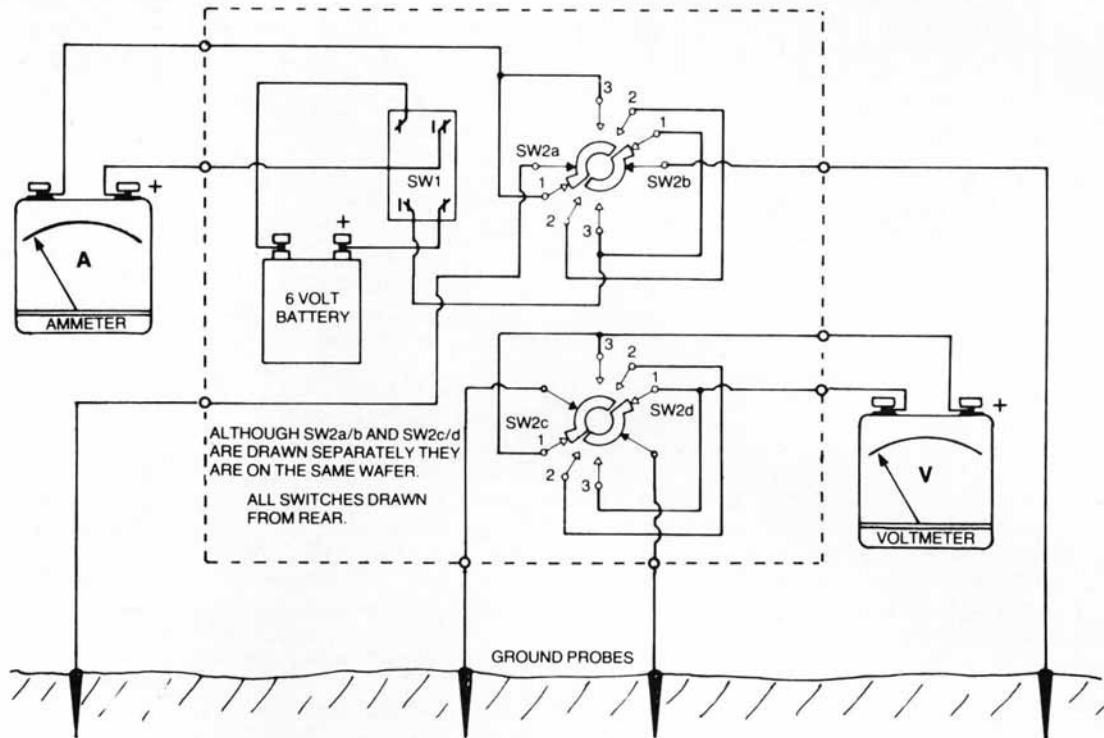 3
2
1
SW2a
SW1
SW2b
1
2
3
+
+
A
AMMETER
6 VOLT
BATTERY
3
2
1
SW2c
SW2d
1
2
3
+
ALTHOUGH SW2a/b AND SW2c/d
ARE DRAWN SEPARATELY THEY
ARE ON THE SAME WAFER.
ALL SWITCHES DRAWN
FROM REAR.
V
VOLTMETER
GROUND PROBES